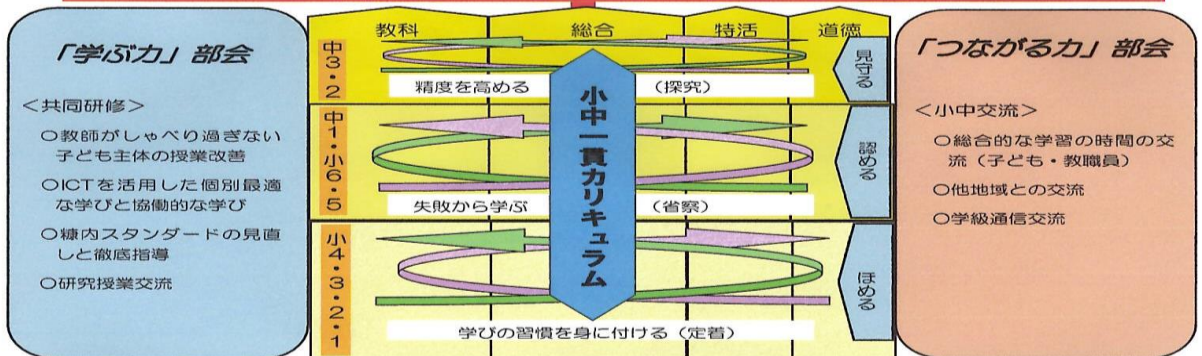 「学ぶ力」部会
<共同研修>
○教師がしゃべり過ぎない
子ども主体の授業改善
○ICTを活用した個別最適
な学びと協働的な学び
○糠内スタンダードの見直
しと徹底指導
○研究授業交流
教科 総合 特活 道徳
中3・2
精度を高める (探究)
見守る
中1・小6・5
失敗から学ぶ (省察)
認める
小4・3・2・1
学びの習慣を身に付ける(定着)
ほめる
小中一貫カリキュラム
「つながる力」部会
<小中交流>
○総合的な学習の時間の交
流(子ども・教職員)
○他地域との交流
○学級通信交流